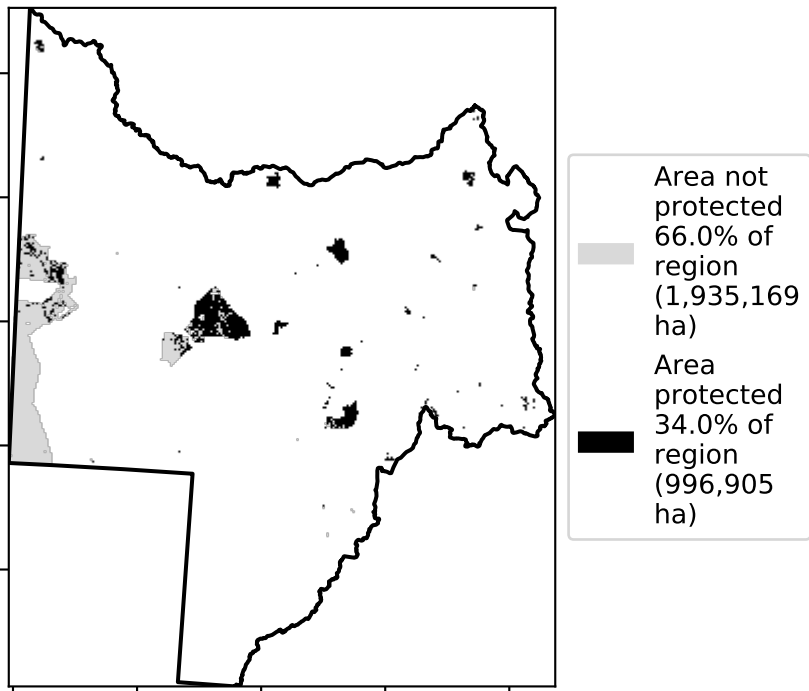 Area not
protected
66.0% of
region
(1,935,169
ha)
Area
protected
34.0% of
region
(996,905
ha)